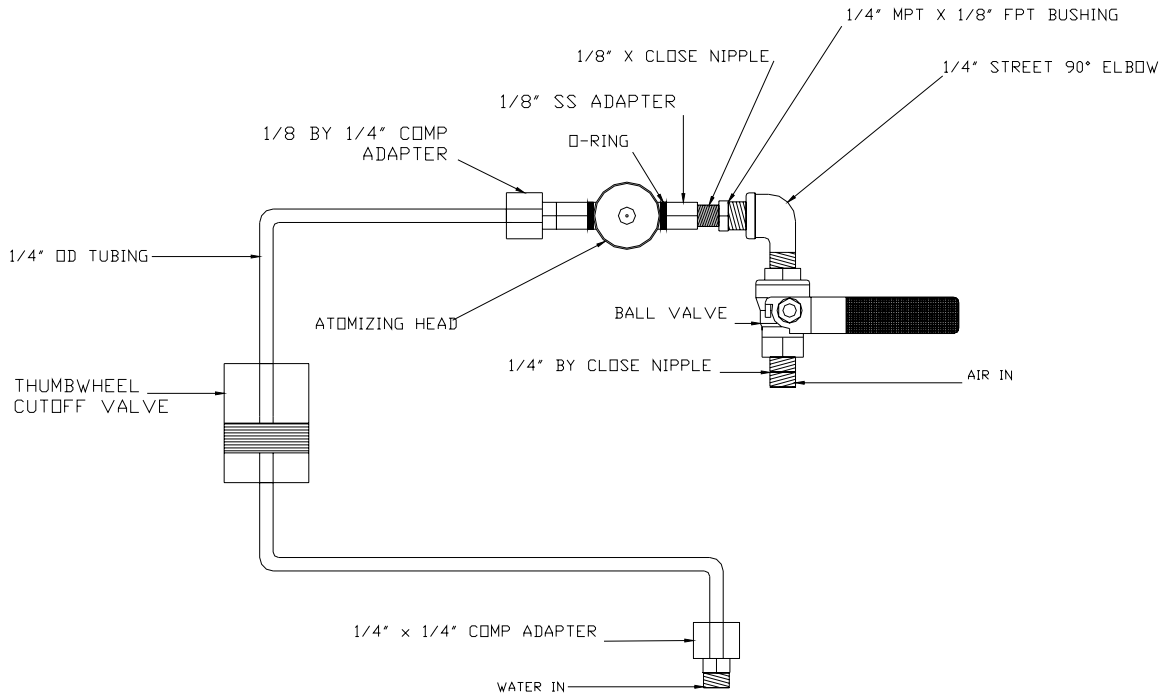 1/4" MPT X 1/8" FPT BUSHING
1/8" X CLOSE NIPPLE
1/4" STREET 90° ELBOW
1/8" SS ADAPTER
1/8 BY 1/4" COMP
ADAPTER
O-RING
1/4" OD TUBING
ATOMIZING HEAD
BALL VALVE
1/4" BY CLOSE NIPPLE
AIR IN
THUMBWHEEL
CUTOFF VALVE
1/4" x 1/4" COMP ADAPTER
WATER IN